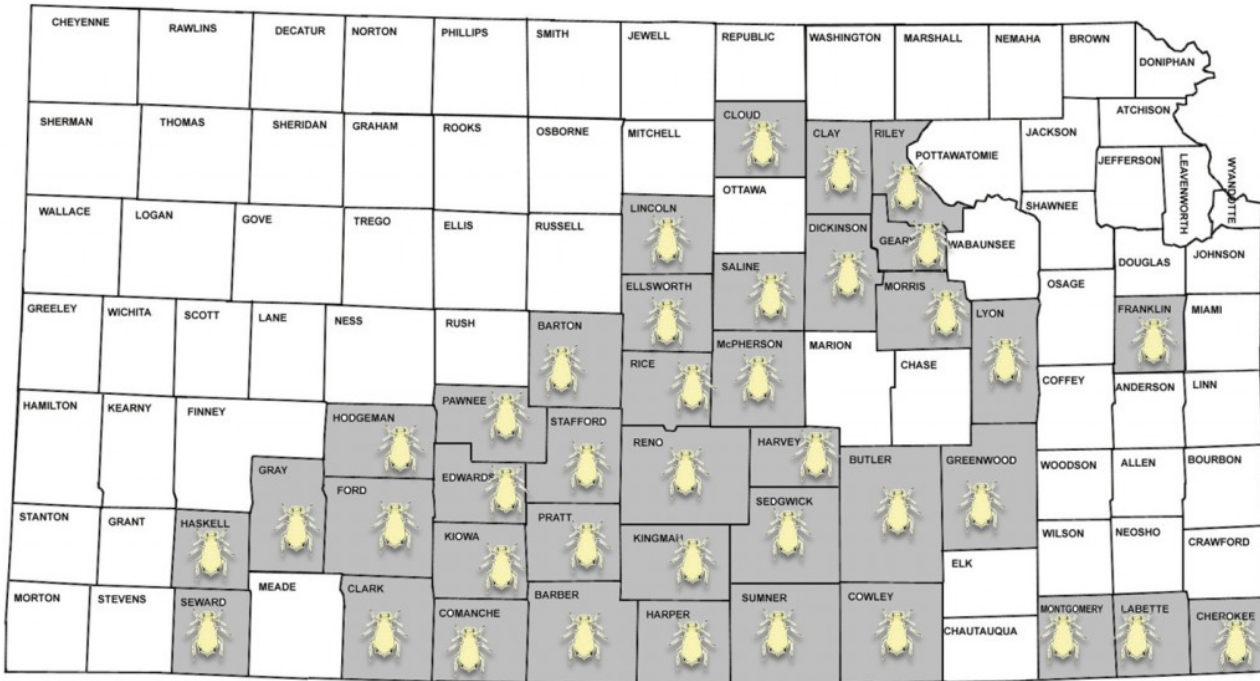 CHEYENNE
RAWLINS
DECATUR
NORTON
PHILLIPS
SMITH
JEWELL
REPUBLIC
WASHINGTON
MARSHALL
NEMAHA
BROWN
DONIPHAN
SHERMAN
THOMAS
SHERIDAN
GRAHAM
ROOKS
OSBORNE
MITCHELL
CLOUD
CLAY
RILEY
POTTAWATOMIE
JACKSON
ATCHISON
JEFFERSON
LEAVENWORTH
WYANDOTTE
WALLACE
LOGAN
GOVE
TREGO
ELLIS
RUSSELL
LINCOLN
OTTAWA
DICKINSON
GEARY
WABAUNSEE
SHAWNEE
DOUGLAS
JOHNSON
GREELEY
WICHITA
SCOTT
LANE
NESS
RUSH
BARTON
ELLSWORTH
SALINE
MORRIS
LYON
OSAGE
FRANKLIN
MIAMI
HAMILTON
KEARNY
FINNEY
HODGEMAN
PAWNEE
STAFFORD
RICE
McPHERSON
MARION
CHASE
COFFEY
ANDERSON
LINN
GRAY
FORD
EDWARDS
RENO
HARVEY
BUTLER
GREENWOOD
WOODSON
ALLEN
BOURBON
STANTON
GRANT
HASKELL
KIOWA
PRATT
KINGMAN
SEDGWICK
ELK
WILSON
NEOSHO
CRAWFORD
MORTON
STEVENS
SEWARD
MEADE
CLARK
COMANCHE
BARBER
HARPER
SUMNER
COWLEY
CHAUTAUQUA
MONTGOMERY
LABETTE
CHEROKEE